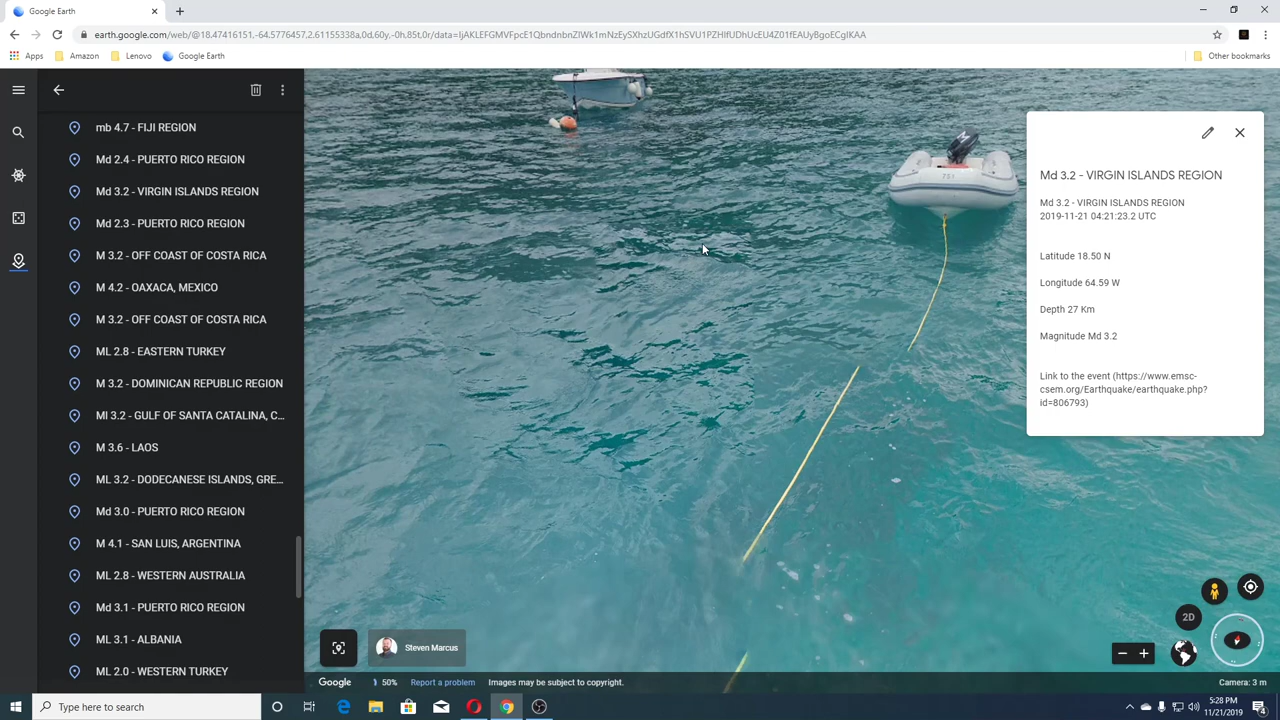 Google Earth
earth.google.com/web/@18.47416151,-64.5776457,2.61155338a,0d,60y,-0h,85t,0r/data=IjAKLEFGMVFpcE1QbndnbnZIWk1mNzEySXhzUGdfX1hSVU1PZHlfUDhUcEU4Z01fEAUyBgoECgIKAA
Apps
Amazon
Lenovo
Google Earth
Other bookmarks
mb 4.7 - FIJI REGION
Md 2.4 - PUERTO RICO REGION
Md 3.2 - VIRGIN ISLANDS REGION
Md 2.3 - PUERTO RICO REGION
M 3.2 - OFF COAST OF COSTA RICA
M 4.2 - OAXACA, MEXICO
M 3.2 - OFF COAST OF COSTA RICA
ML 2.8 - EASTERN TURKEY
M 3.2 - DOMINICAN REPUBLIC REGION
Ml 3.2 - GULF OF SANTA CATALINA, C...
M 3.6 - LAOS
ML 3.2 - DODECANESE ISLANDS, GRE...
Md 3.0 - PUERTO RICO REGION
M 4.1 - SAN LUIS, ARGENTINA
ML 2.8 - WESTERN AUSTRALIA
Md 3.1 - PUERTO RICO REGION
ML 3.1 - ALBANIA
ML 2.0 - WESTERN TURKEY
Md 3.2 - VIRGIN ISLANDS REGION
Md 3.2 - VIRGIN ISLANDS REGION
2019-11-21 04:21:23.2 UTC
Latitude 18.50 N
Longitude 64.59 W
Depth 27 Km
Magnitude Md 3.2
Link to the event (https://www.emsc-
csem.org/Earthquake/earthquake.php?
id=806793)
Steven Marcus
2D
Google
50%
Report a problem
Images may be subject to copyright.
Camera: 3 m
Type here to search
5:28 PM
11/21/2019
4